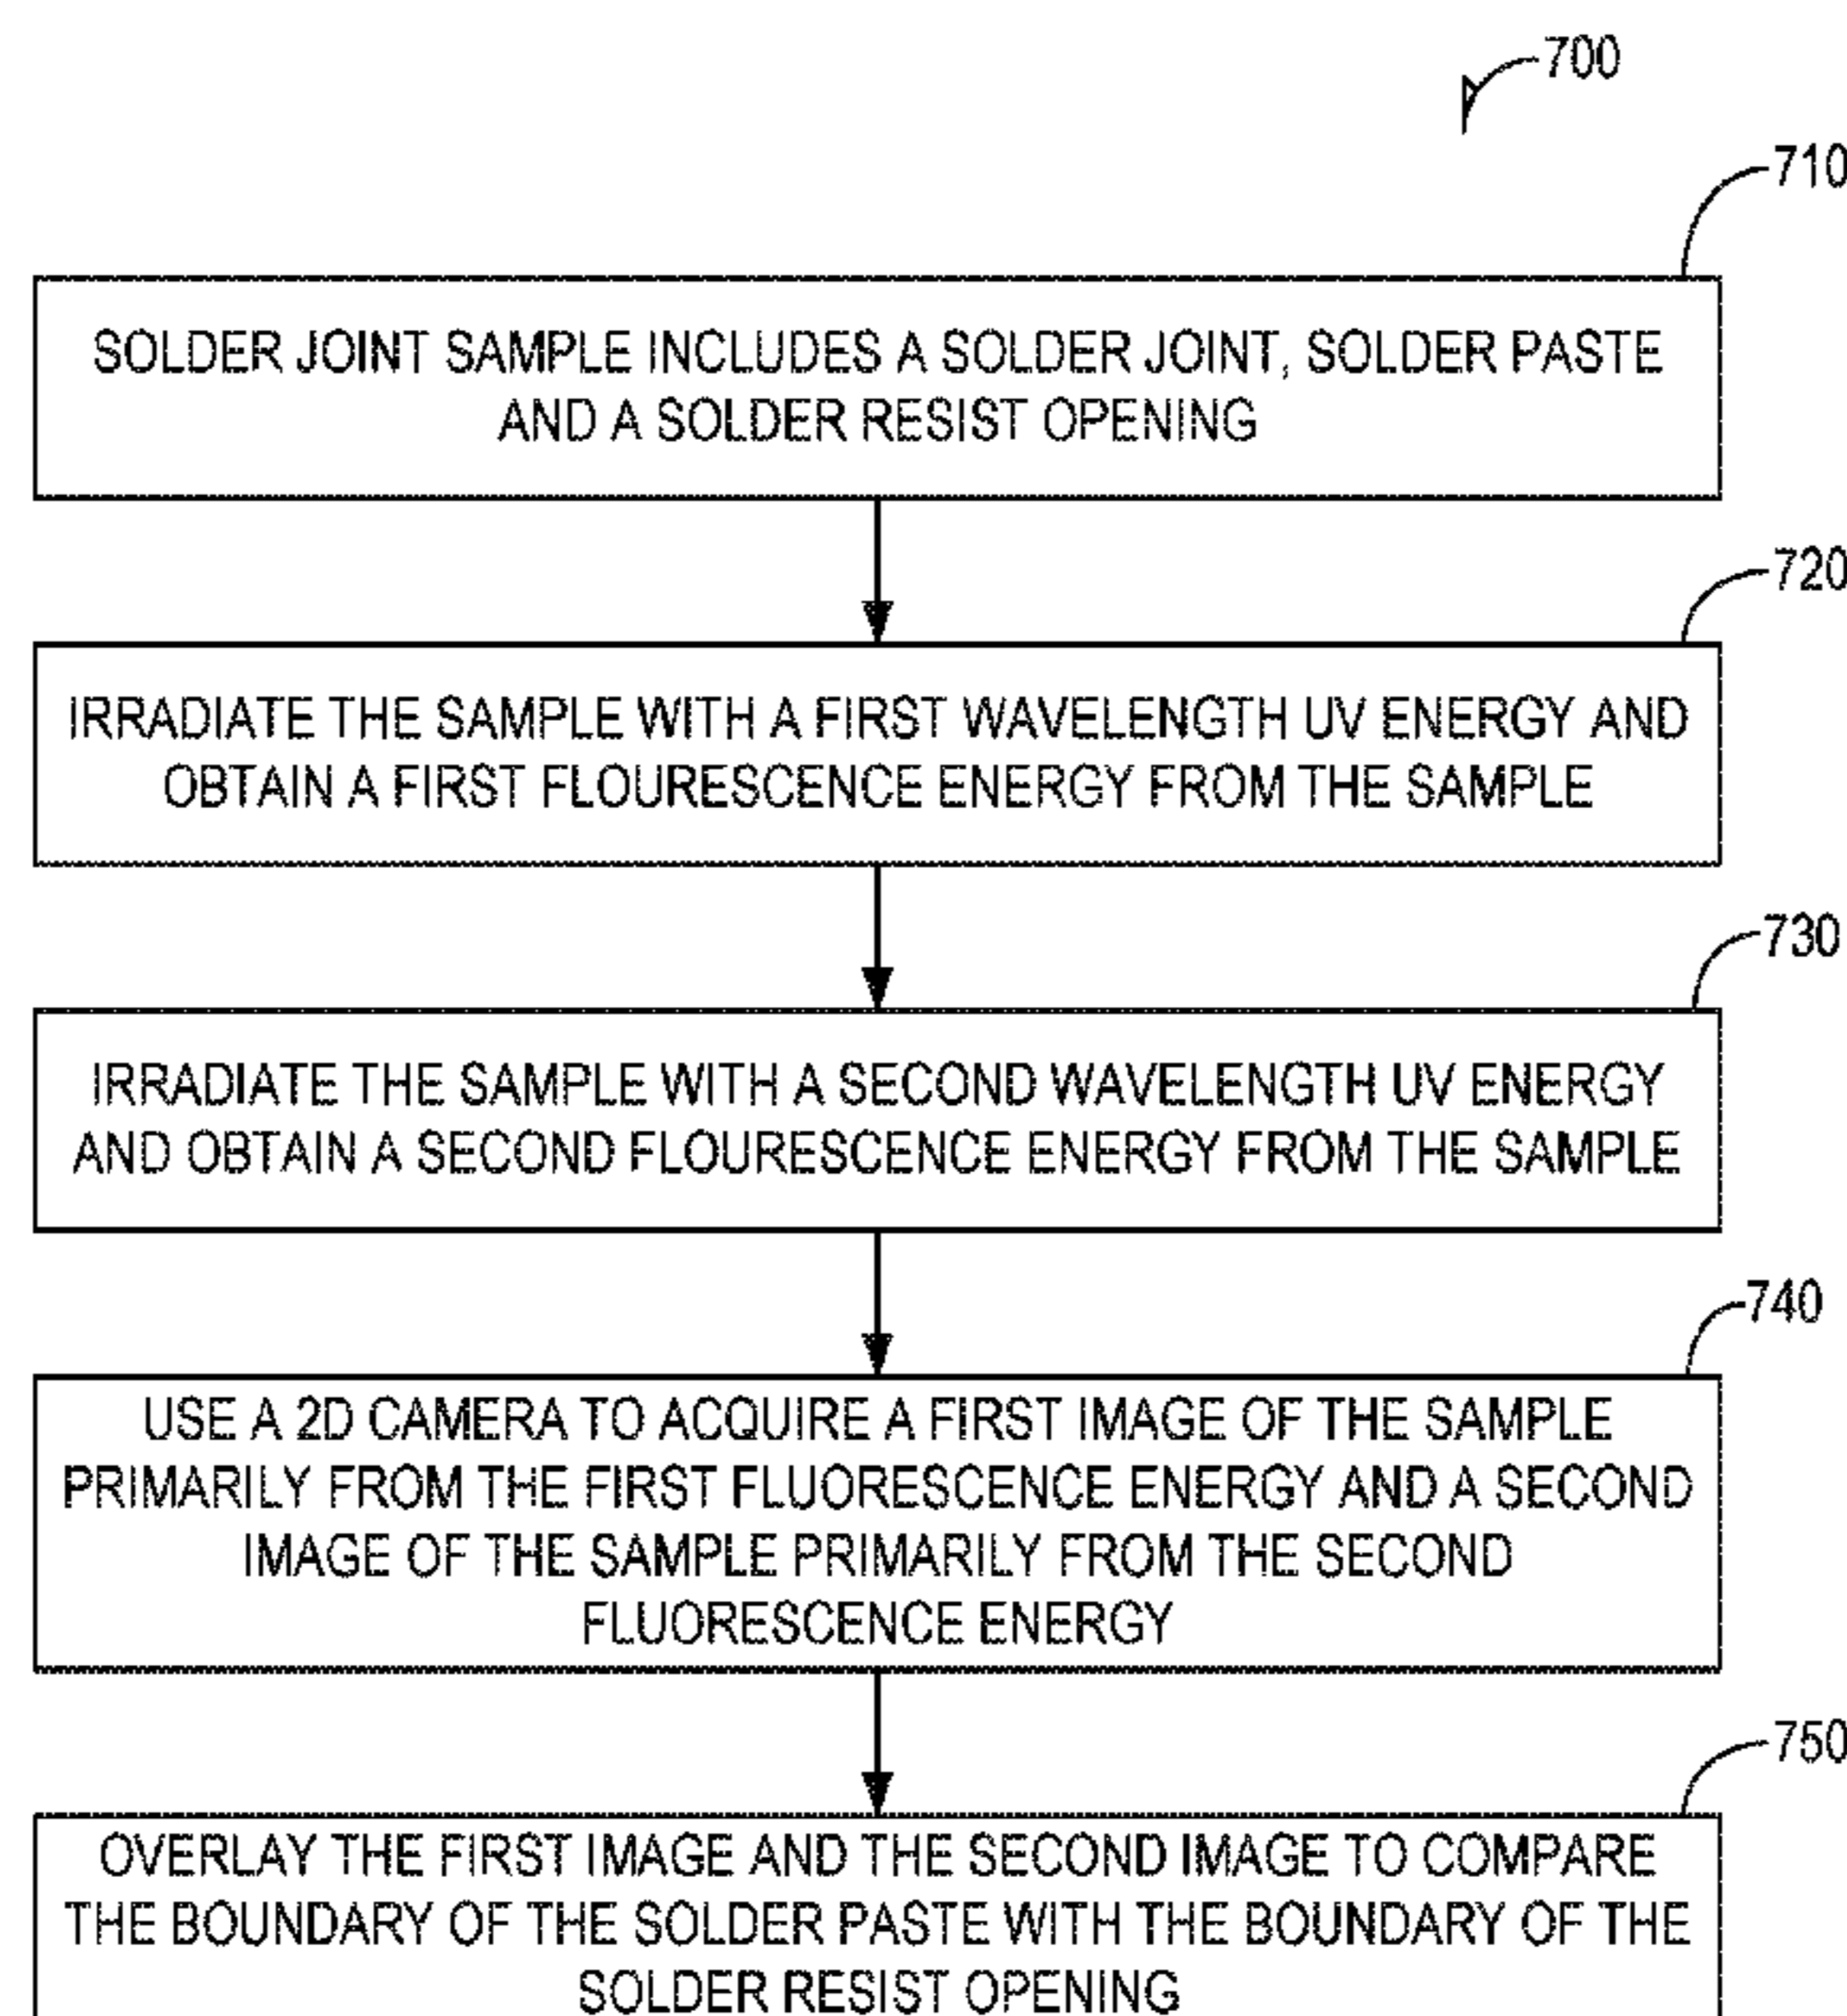 700
710
SOLDER JOINT SAMPLE INCLUDES A SOLDER JOINT, SOLDER PASTE
AND A SOLDER RESIST OPENING
720
IRRADIATE THE SAMPLE WITH A FIRST WAVELENGTH UV ENERGY AND
OBTAIN A FIRST FLOURESCENCE ENERGY FROM THE SAMPLE
730
IRRADIATE THE SAMPLE WITH A SECOND WAVELENGTH UV ENERGY
AND OBTAIN A SECOND FLOURESCENCE ENERGY FROM THE SAMPLE
740
USE A 2D CAMERA TO ACQUIRE A FIRST IMAGE OF THE SAMPLE
PRIMARILY FROM THE FIRST FLUORESCENCE ENERGY AND A SECOND
IMAGE OF THE SAMPLE PRIMARILY FROM THE SECOND
FLUORESCENCE ENERGY
750
OVERLAY THE FIRST IMAGE AND THE SECOND IMAGE TO COMPARE
THE BOUNDARY OF THE SOLDER PASTE WITH THE BOUNDARY OF THE
SOLDER RESIST OPENING